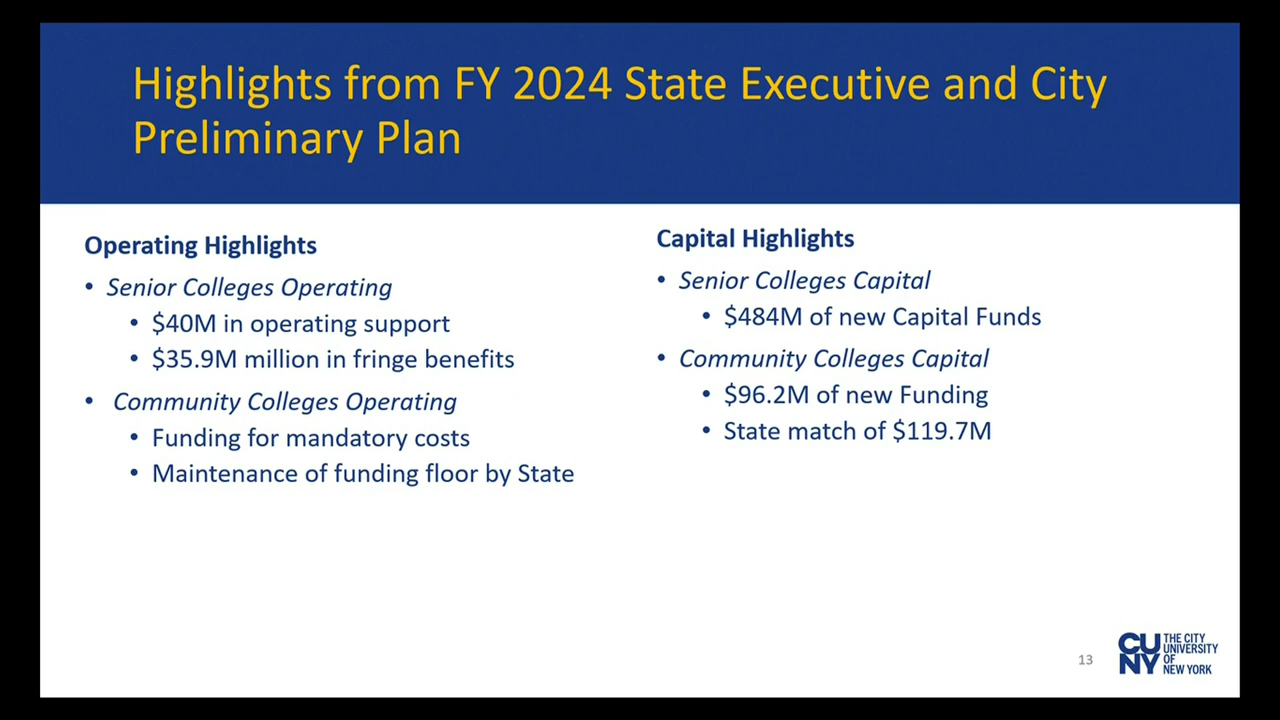 Highlights from FY 2024 State Executive and City
Preliminary Plan
Operating Highlights
• Senior Colleges Operating
• $40M in operating support
• $35.9M million in fringe benefits
• Community Colleges Operating
• Funding for mandatory costs
• Maintenance of funding floor by State
Capital Highlights
• Senior Colleges Capital
• $484M of new Capital Funds
• Community Colleges Capital
• $96.2M of new Funding
• State match of $119.7M
13
CU
NY
THE CITY
UNIVERSITY
OF
NEW YORK